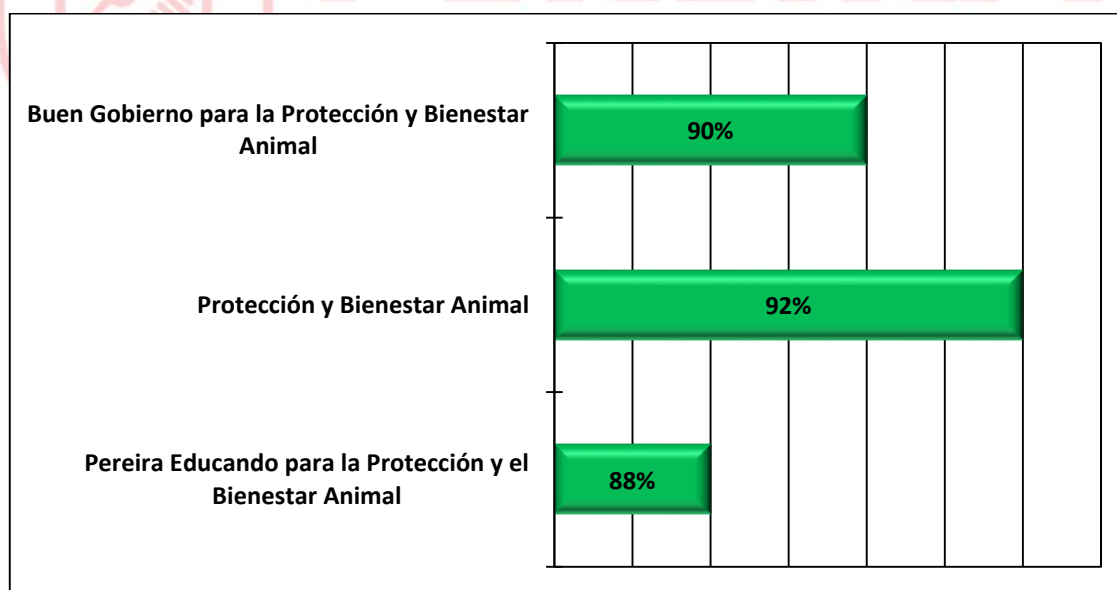 Buen Gobierno para la Protección y Bienestar
Animal
90%
Protección y Bienestar Animal
92%
Pereira Educando para la Protección y el
Bienestar Animal
88%